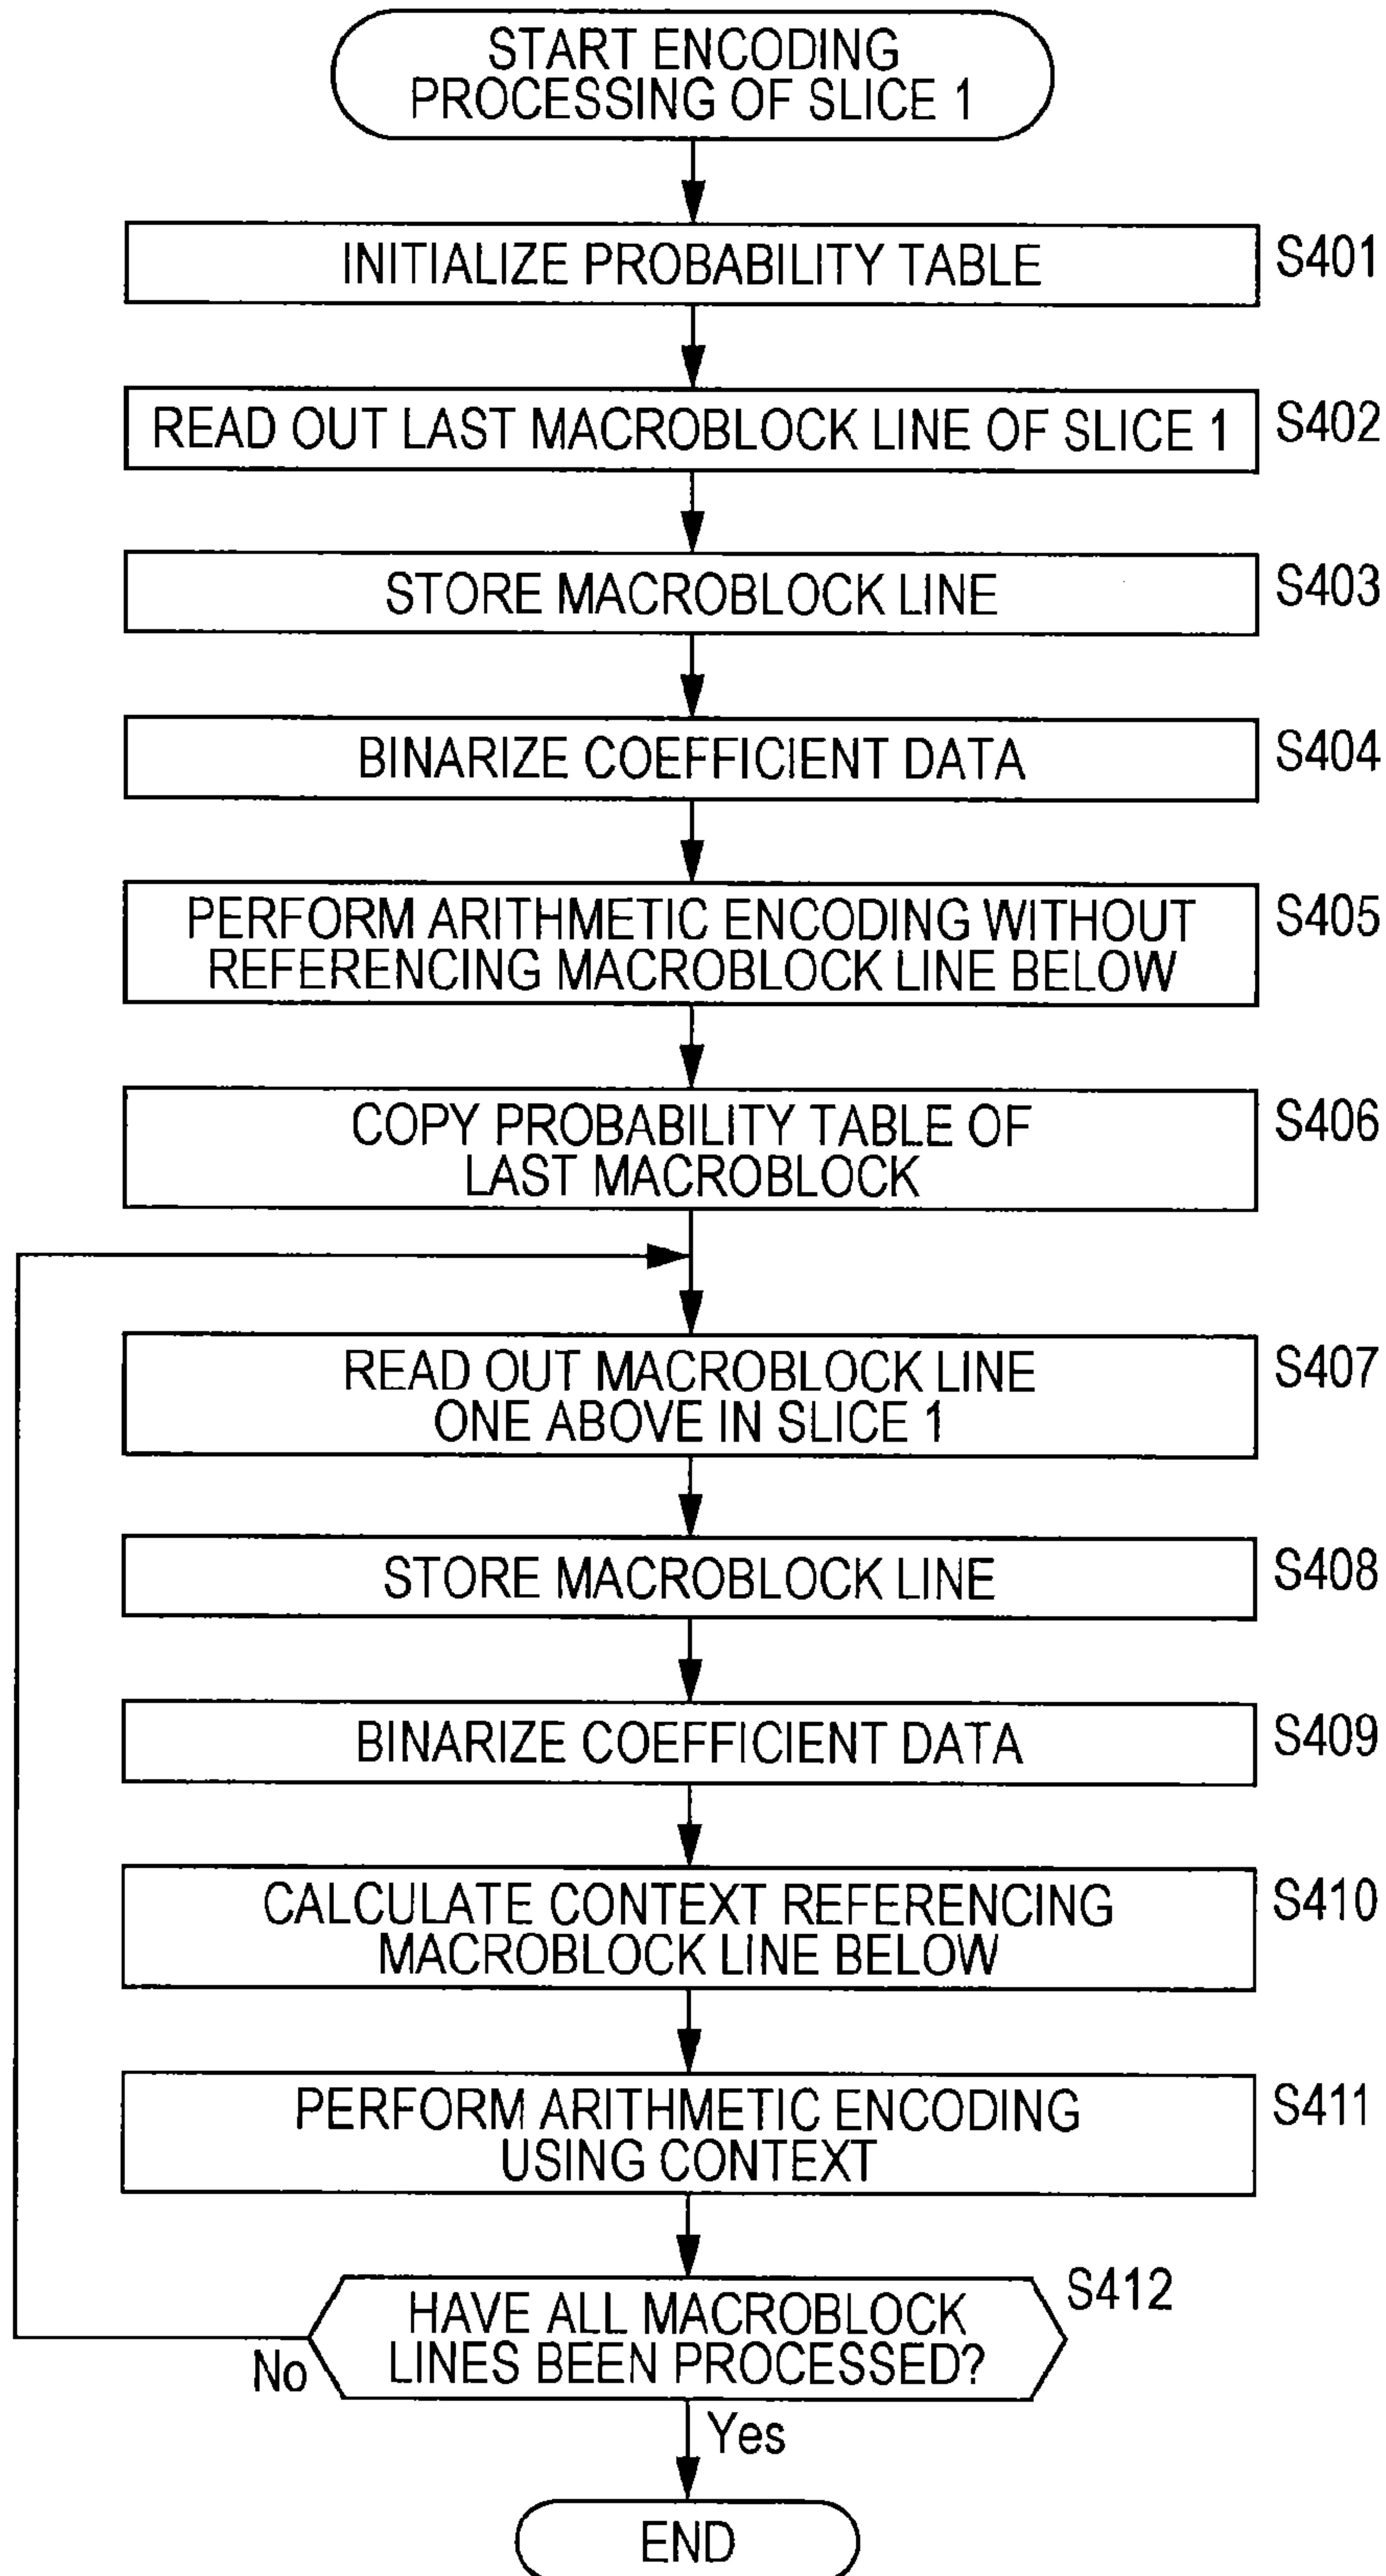 START ENCODING
PROCESSING OF SLICE 1
INITIALIZE PROBABILITY TABLE
S401
READ OUT LAST MACROBLOCK LINE OF SLICE 1
S402
STORE MACROBLOCK LINE
S403
BINARIZE COEFFICIENT DATA
S404
PERFORM ARITHMETIC ENCODING WITHOUT
REFERENCING MACROBLOCK LINE BELOW
S405
COPY PROBABILITY TABLE OF
LAST MACROBLOCK
S406
READ OUT MACROBLOCK LINE
ONE ABOVE IN SLICE 1
S407
STORE MACROBLOCK LINE
S408
BINARIZE COEFFICIENT DATA
S409
CALCULATE CONTEXT REFERENCING
MACROBLOCK LINE BELOW
S410
PERFORM ARITHMETIC ENCODING
USING CONTEXT
S411
HAVE ALL MACROBLOCK
LINES BEEN PROCESSED?
S412
No
Yes
END